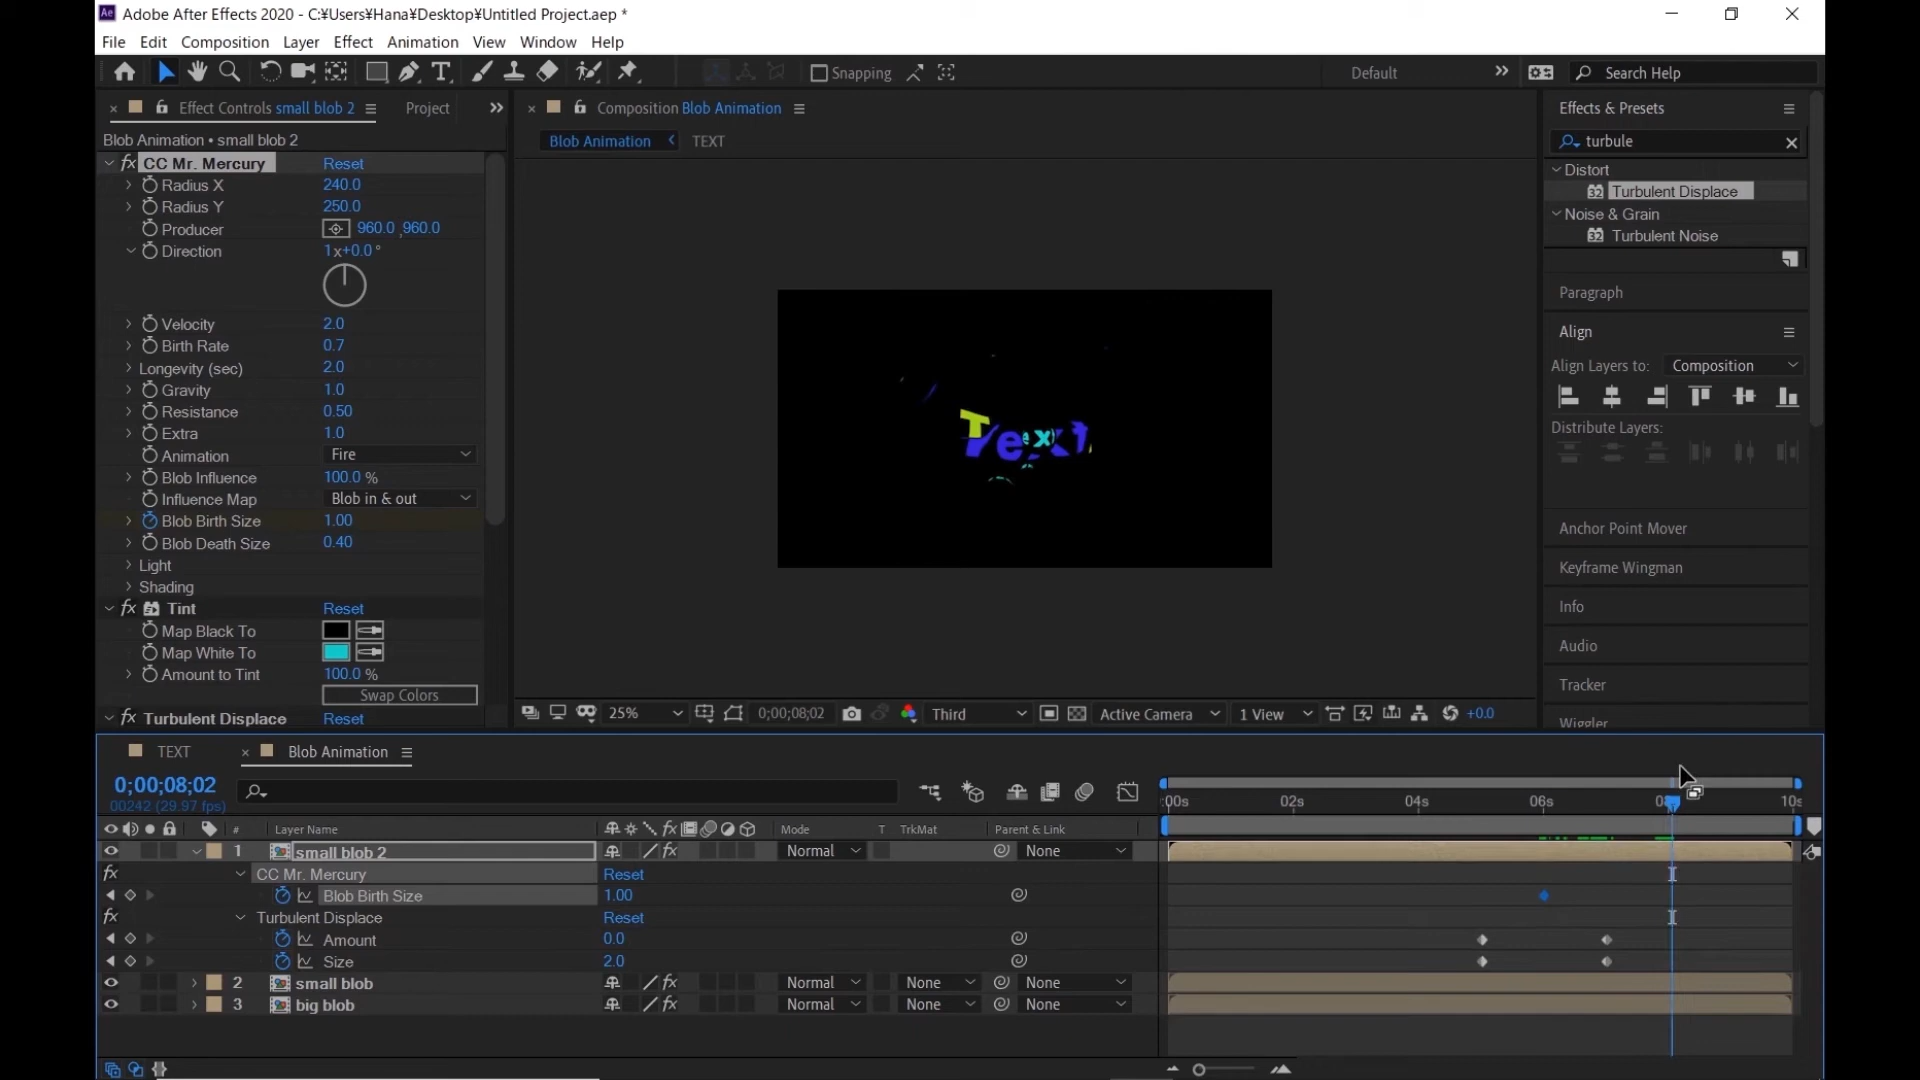 Adobe After Effects 2020 - C:¥Users¥Hana¥Desktop¥Untitled Project.aep *
File Edit Composition Layer Effect Animation View Window Help
Snapping Default Search Help
Effect Controls small blob 2 Project
Composition Blob Animation
Effects & Presets
Blob Animation • small blob 2
Blob Animation TEXT
turbule
CC Mr. Mercury Reset
Radius X 240.0
Radius Y 250.0
Producer 960.0 ,960.0
Direction 1x+0.0 °
Velocity 2.0
Birth Rate 0.7
Longevity (sec) 2.0
Gravity 1.0
Resistance 0.50
Extra 1.0
Animation Fire
Blob Influence 100.0 %
Influence Map Blob in & out
Blob Birth Size 1.00
Blob Death Size 0.40
Light
Shading
Tint Reset
Map Black To
Map White To
Amount to Tint 100.0 %
Swap Colors
Turbulent Displace Reset
Distort
32 Turbulent Displace
Noise & Grain
32 Turbulent Noise
Paragraph
Align
Align Layers to: Composition
Distribute Layers:
Anchor Point Mover
Keyframe Wingman
Info
Audio
Tracker
Wiggler
Text
25% 0;00;08;02 Third Active Camera 1 View +0.0
TEXT Blob Animation
0;00;08;02
00242 (29.97 fps)
:00s 02s 04s 06s 10s
# Layer Name Mode T TrkMat Parent & Link
1 small blob 2 Normal None
fx CC Mr. Mercury Reset
Blob Birth Size 1.00
fx Turbulent Displace Reset
Amount 0.0
Size 2.0
2 small blob Normal None None
3 big blob Normal None None